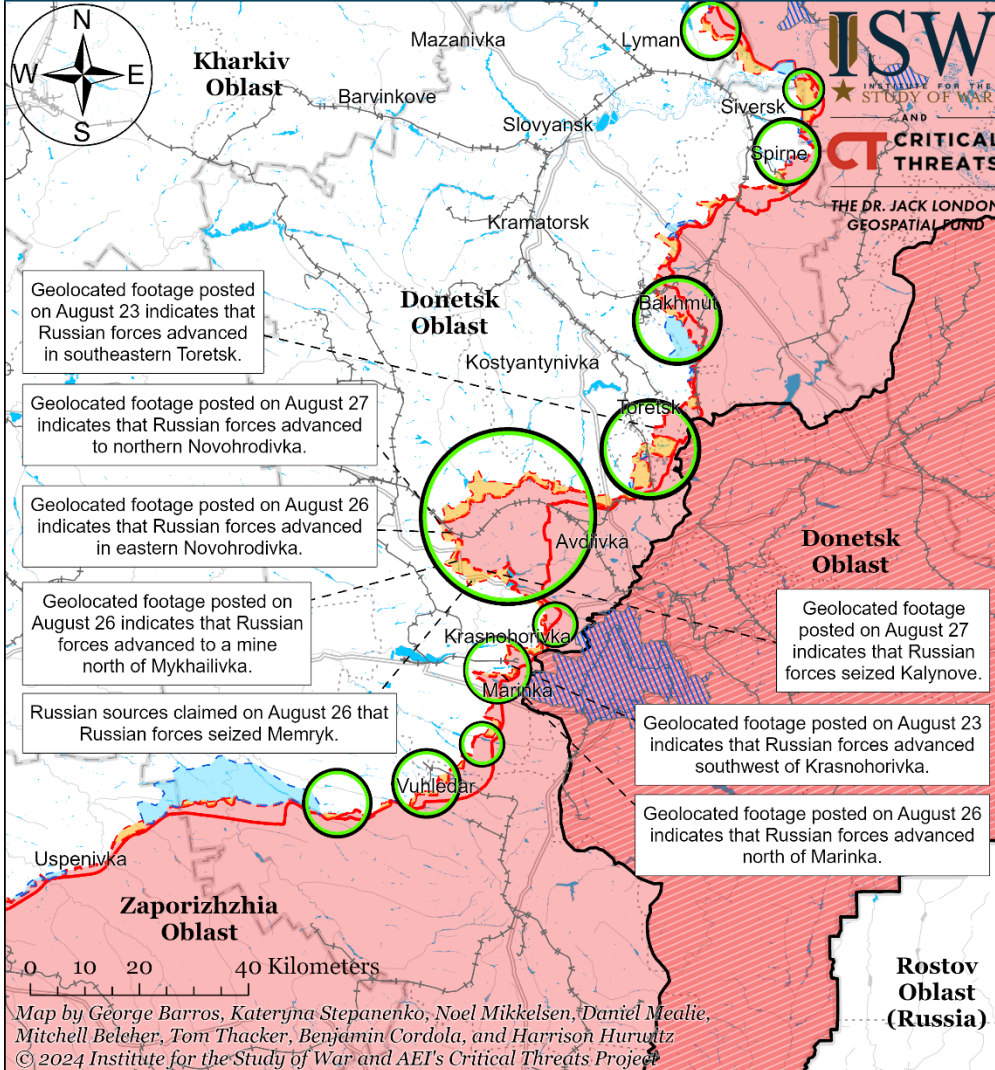 N
W
E
S
Kharkiv
Oblast
Mazanivka
Lyman
Barvinkove
Slovyansk
Siversk
Spirne
Kramatorsk
ISW
INSTITUTE FOR THE
STUDY OF WAR
AND
CT CRITICAL
THREATS
THE DR. JACK LONDON
GEOSPATIAL FUND
Geolocated footage posted
on August 23 indicates that
Russian forces advanced
in southeastern Toretsk.
Donetsk
Oblast
Bakhmut
Kostyantynivka
Toretsk
Geolocated footage posted on August 27
indicates that Russian forces advanced
to northern Novohrodivka.
Geolocated footage posted on August 26
indicates that Russian forces advanced
in eastern Novohrodivka.
Avdiivka
Donetsk
Oblast
Geolocated footage posted on
August 26 indicates that Russian
forces advanced to a mine
north of Mykhailivka.
Krasnohorivka
Geolocated footage
posted on August 27
indicates that Russian
forces seized Kalynove.
Marinka
Russian sources claimed on August 26 that
Russian forces seized Memryk.
Geolocated footage posted on August 23
indicates that Russian forces advanced
southwest of Krasnohorivka.
Vuhledar
Geolocated footage posted on August 26
indicates that Russian forces advanced
north of Marinka.
Uspenivka
Zaporizhzhia
Oblast
0 10 20 40 Kilometers
Rostov
Oblast
(Russia)
Map by George Barros, Kateryna Stepanenko, Noel Mikkelsen, Daniel Mealie,
Mitchell Belcher, Tom Thacker, Benjamin Cordola, and Harrison Hurwitz
© 2024 Institute for the Study of War and AEI's Critical Threats Project